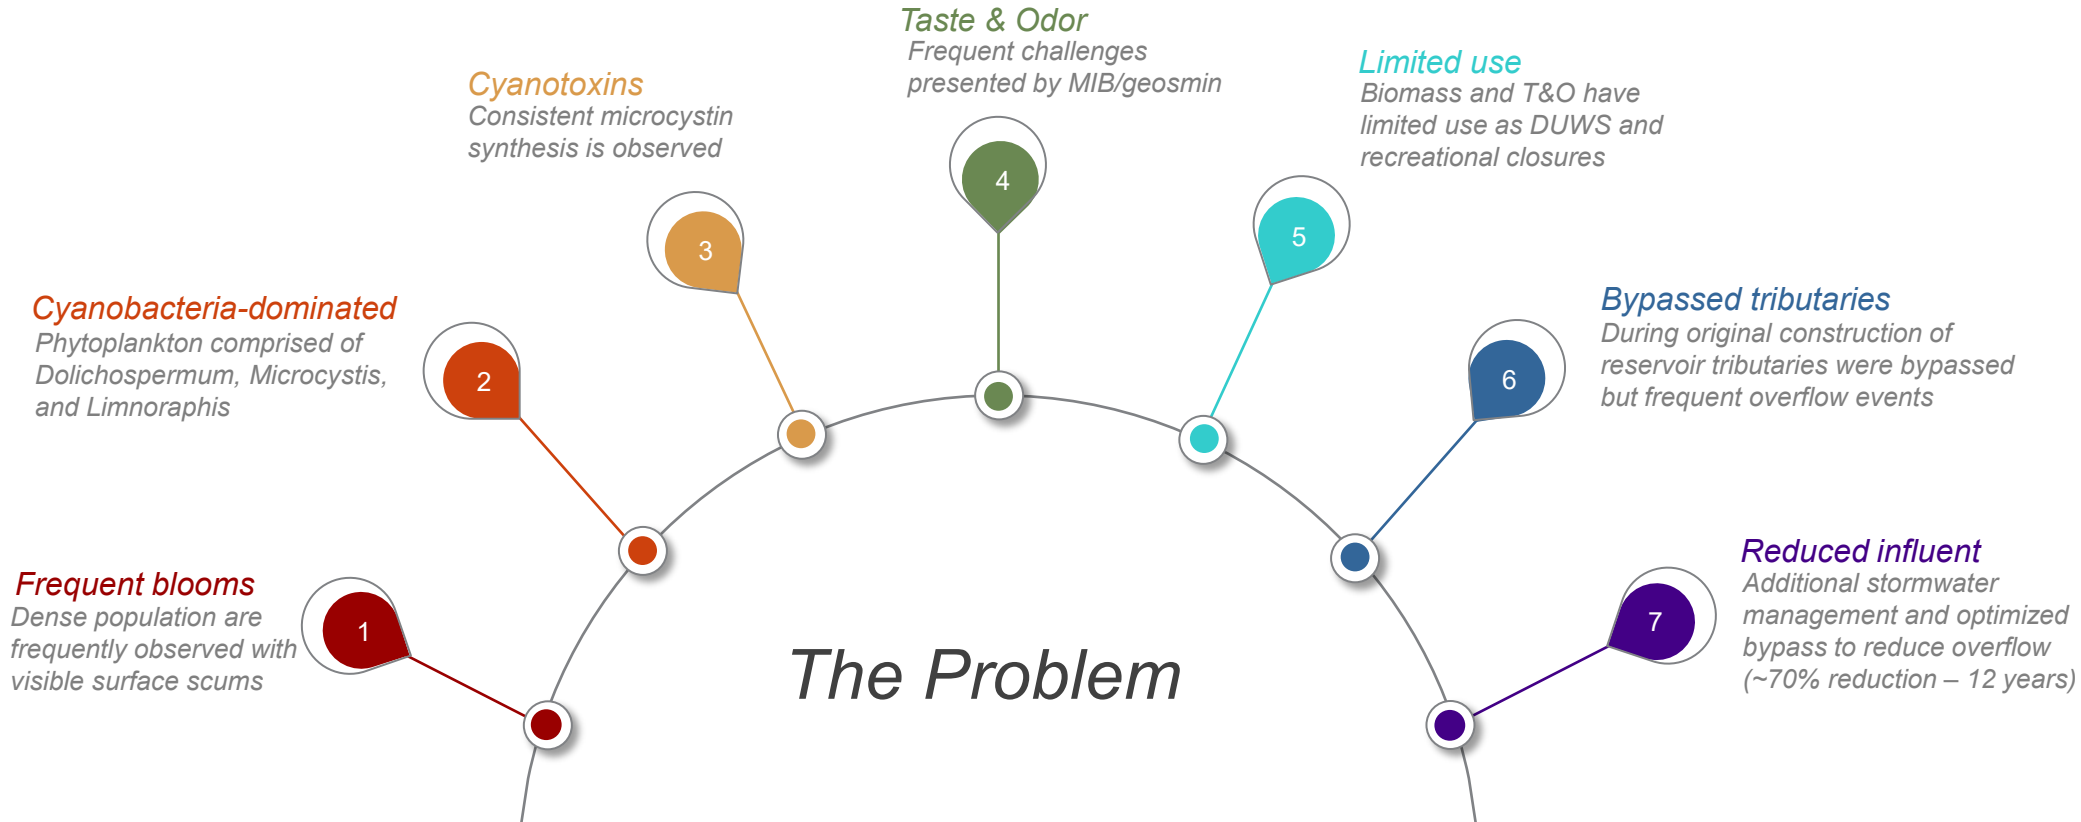 Frequent blooms
Dense population are
frequently observed with
visible surface scums
1
Cyanobacteria-dominated
Phytoplankton comprised of
Dolichospermum, Microcystis,
and Limnoraphis
2
Cyanotoxins
Consistent microcystin
synthesis is observed
3
Taste & Odor
Frequent challenges
presented by MIB/geosmin
4
Limited use
Biomass and T&O have
limited use as DUWS and
recreational closures
5
Bypassed tributaries
During original construction of
reservoir tributaries were bypassed
but frequent overflow events
6
Reduced influent
Additional stormwater
management and optimized
bypass to reduce overflow
(~70% reduction – 12 years)
7
The Problem